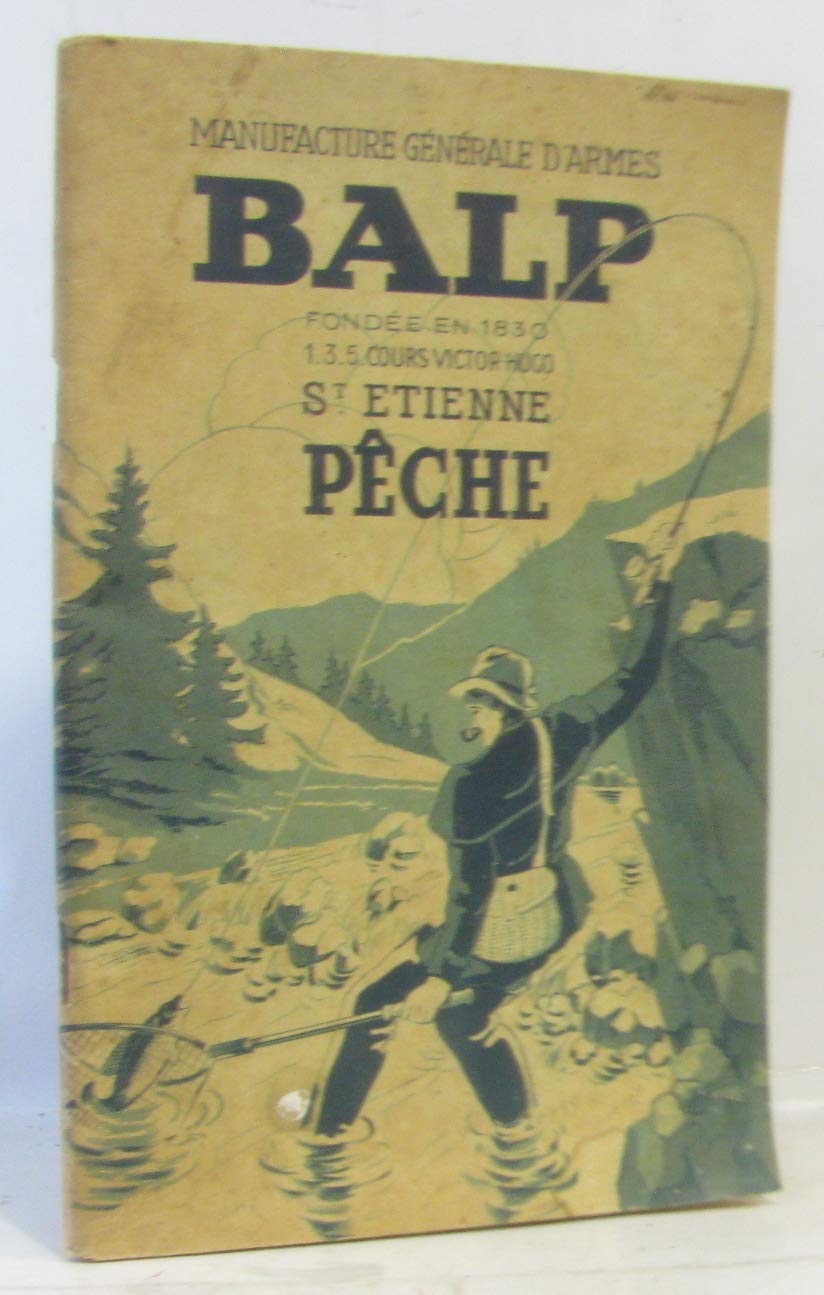 MANUFACTURE GÉNÉRALE D'ARMES
BALP
FONDÉE EN 1830
1.3.5. COURS VICTOR HUGO
ST ETIENNE
PÊCHE